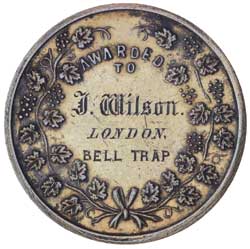 AWARDED
TO
J. Wilson.
LONDON,
BELL TRAP